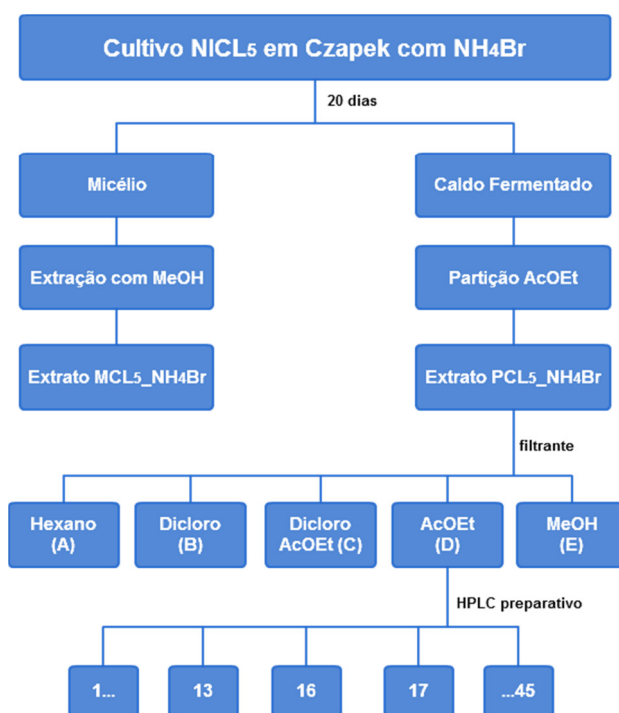 Cultivo NICL5 em Czapek com NH4Br
20 dias
Micélio
Caldo Fermentado
Extração com MeOH
Partição AcOEt
Extrato MCL5_NH4Br
Extrato PCL5_NH4Br
filtrante
Hexano
(A)
Dicloro
(B)
Dicloro
AcOEt (C)
AcOEt
(D)
MeOH
(E)
HPLC preparativo
1...
13
16
17
...45